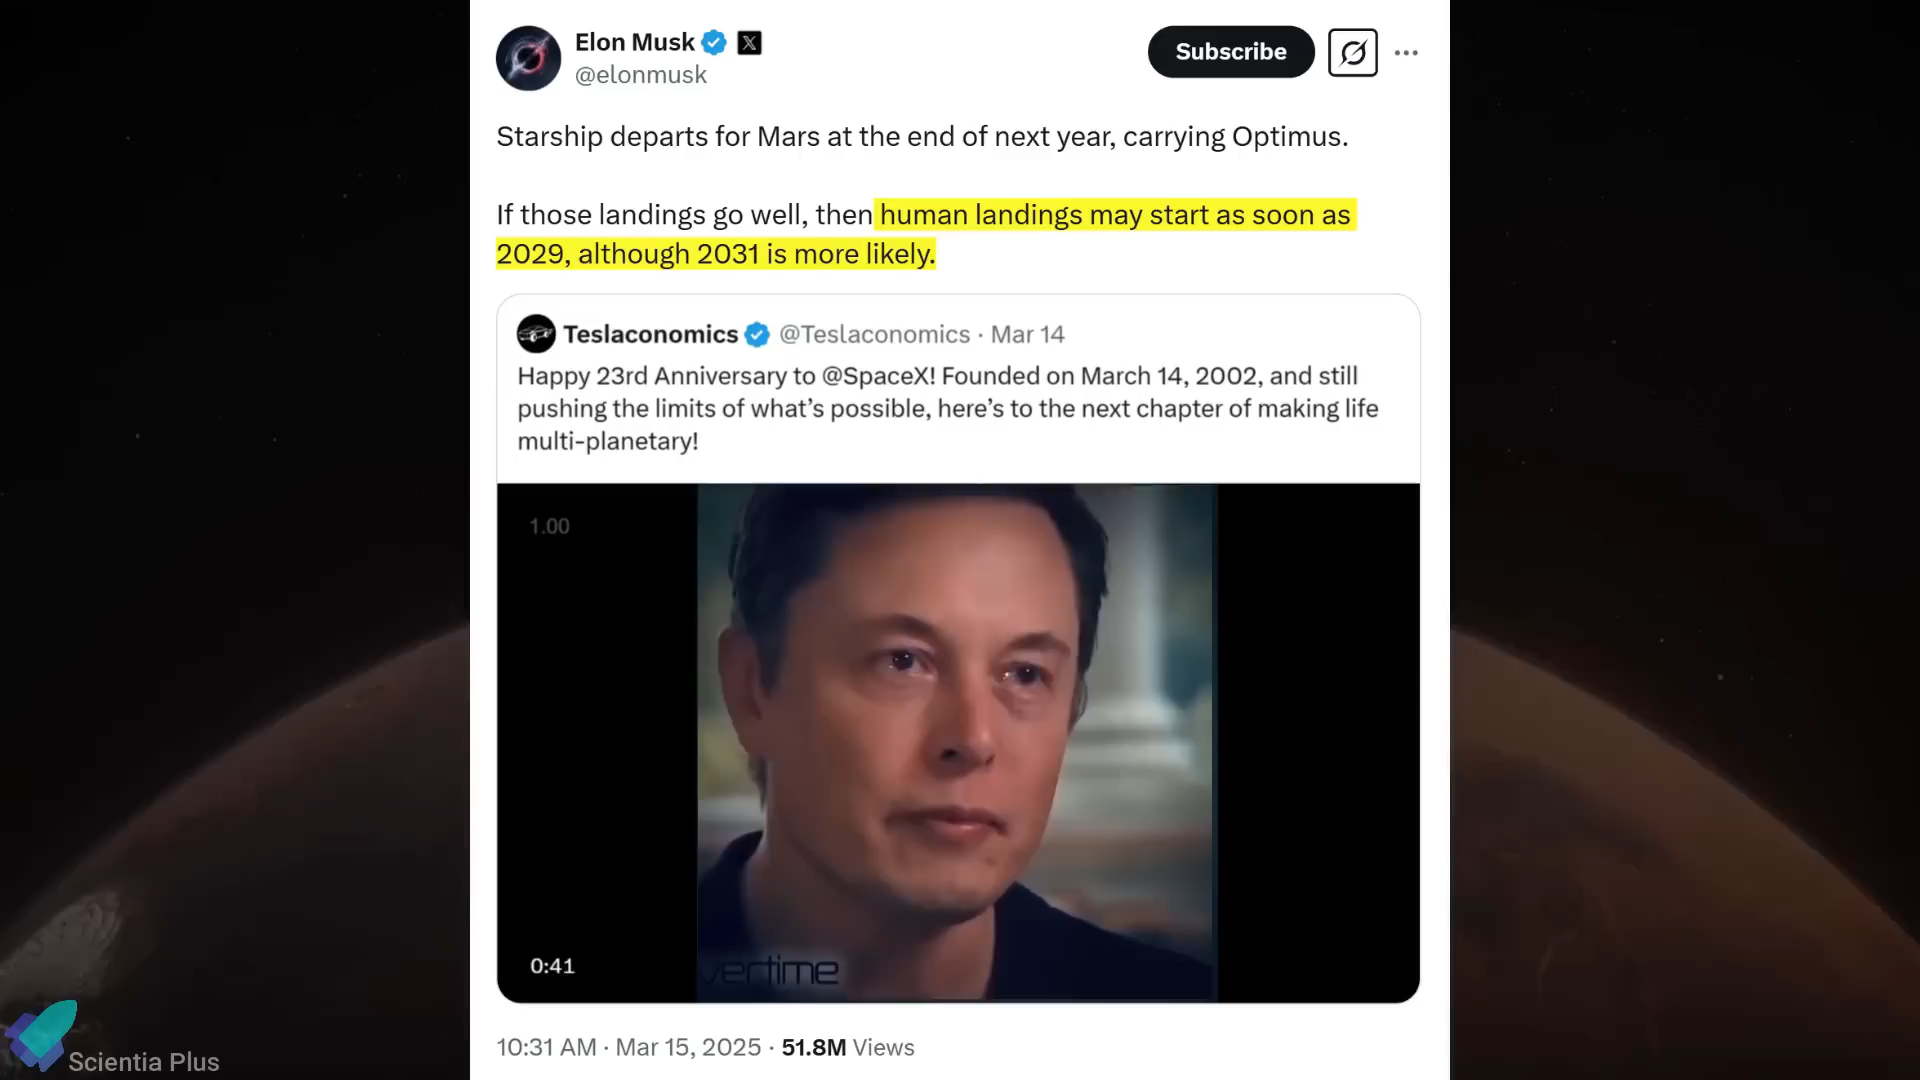 Elon Musk
@elonmusk
Subscribe
Starship departs for Mars at the end of next year, carrying Optimus.
If those landings go well, then human landings may start as soon as
2029, although 2031 is more likely.
Teslaconomics @Teslaconomics · Mar 14
Happy 23rd Anniversary to @SpaceX! Founded on March 14, 2002, and still
pushing the limits of what’s possible, here’s to the next chapter of making life
multi-planetary!
1.00
0:41
vertime
10:31 AM · Mar 15, 2025 · 51.8M Views
Scientia Plus